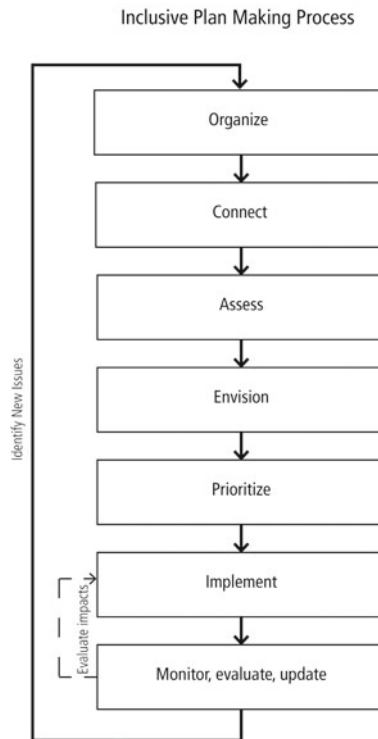 Inclusive Plan Making Process
Organize
Connect
Assess
Envision
Prioritize
Implement
Monitor, evaluate, update
Identify New Issues
Evaluate impacts